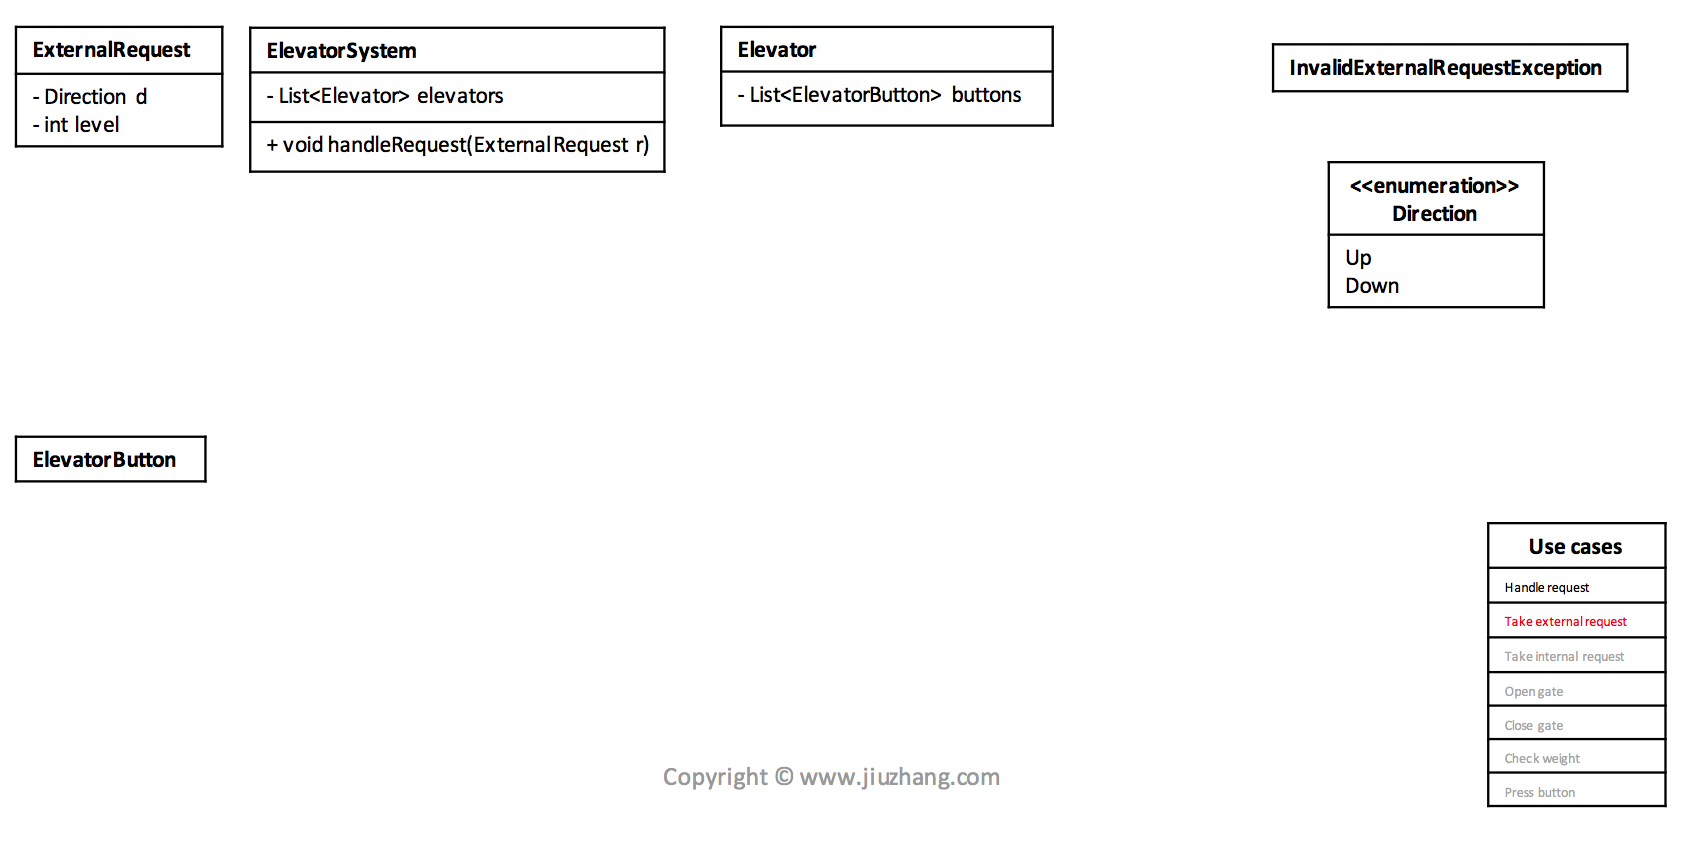 ExternalRequest
- Direction d
- int level
ElevatorSystem
- List<Elevator> elevators
+ void handleRequest(ExternalRequest r)
Elevator
- List<ElevatorButton> buttons
InvalidExternalRequestException
<<enumeration>>
Direction
Up
Down
ElevatorButton
Use cases
Handle request
Take external request
Take internal request
Open gate
Close gate
Check weight
Press button
Copyright © www.jiuzhang.com